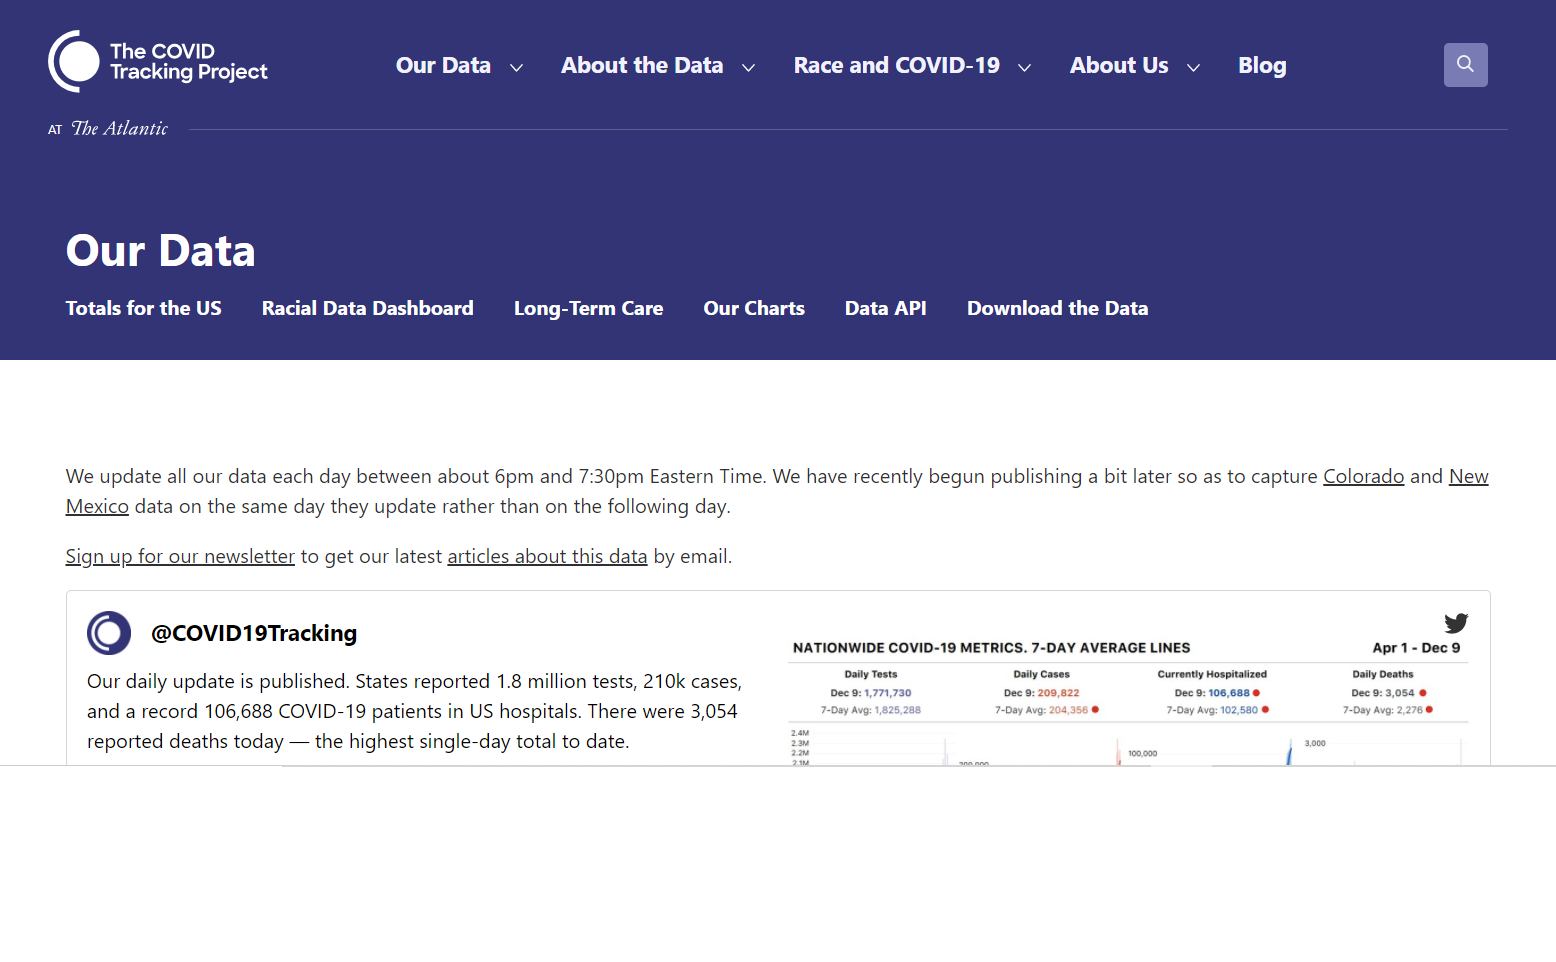 The COVID
Tracking Project
Our Data
About the Data
Race and COVID-19
About Us
Blog
AT The Atlantic
Our Data
Totals for the US
Racial Data Dashboard
Long-Term Care
Our Charts
Data API
Download the Data
We update all our data each day between about 6pm and 7:30pm Eastern Time. We have recently begun publishing a bit later so as to capture Colorado and New
Mexico data on the same day they update rather than on the following day.
Sign up for our newsletter to get our latest articles about this data by email.
@COVID19Tracking
Our daily update is published. States reported 1.8 million tests, 210k cases,
and a record 106,688 COVID-19 patients in US hospitals. There were 3,054
reported deaths today — the highest single-day total to date.
NATIONWIDE COVID-19 METRICS. 7-DAY AVERAGE LINES
Apr 1 - Dec 9
Daily Tests
Dec 9: 1,771,730
7-Day Avg: 1,825,288
Daily Cases
Dec 9: 209,822
7-Day Avg: 204,356
Currently Hospitalized
Dec 9: 106,688
7-Day Avg: 102,580
Daily Deaths
Dec 9: 3,054
7-Day Avg: 2,276
2.4M
2.3M
2.2M
2.1M
100,000
3,000